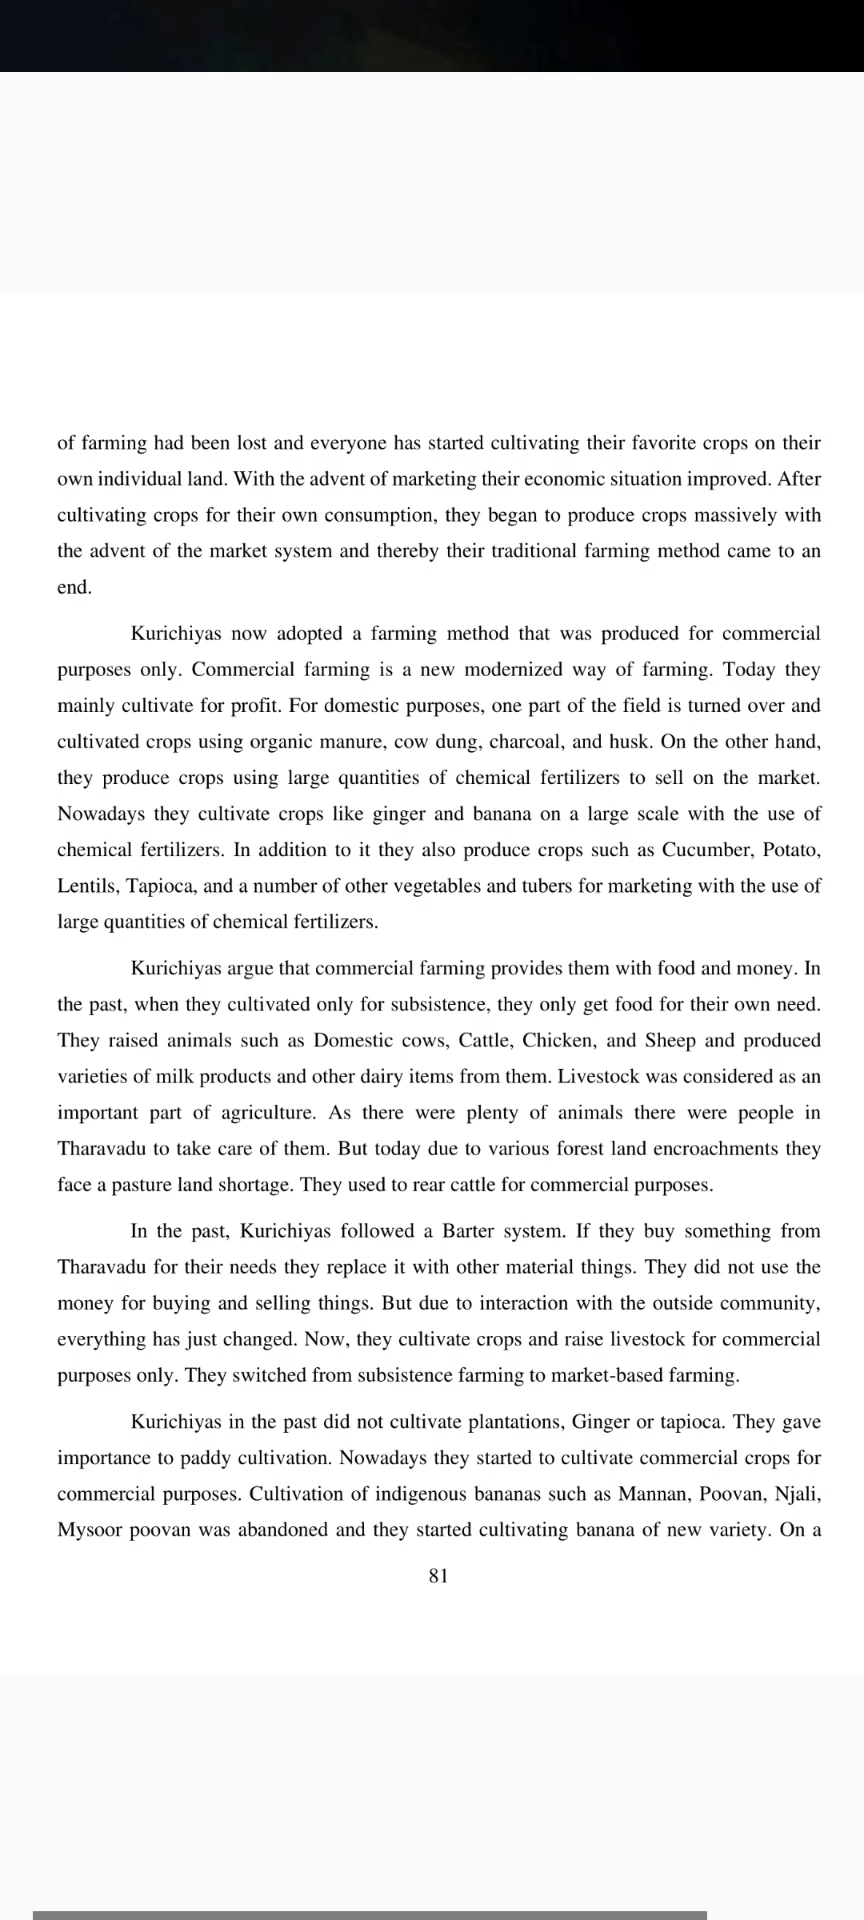 of farming had been lost and everyone has started cultivating their favorite crops on their
own individual land. With the advent of marketing their economic situation improved. After
cultivating crops for their own consumption, they began to produce crops massively with
the advent of the market system and thereby their traditional farming method came to an
end.
Kurichiyas now adopted a farming method that was produced for commercial
purposes only. Commercial farming is a new modernized way of farming. Today they
mainly cultivate for profit. For domestic purposes, one part of the field is turned over and
cultivated crops using organic manure, cow dung, charcoal, and husk. On the other hand,
they produce crops using large quantities of chemical fertilizers to sell on the market.
Nowadays they cultivate crops like ginger and banana on a large scale with the use of
chemical fertilizers. In addition to it they also produce crops such as Cucumber, Potato,
Lentils, Tapioca, and a number of other vegetables and tubers for marketing with the use of
large quantities of chemical fertilizers.
Kurichiyas argue that commercial farming provides them with food and money. In
the past, when they cultivated only for subsistence, they only get food for their own need.
They raised animals such as Domestic cows, Cattle, Chicken, and Sheep and produced
varieties of milk products and other dairy items from them. Livestock was considered as an
important part of agriculture. As there were plenty of animals there were people in
Tharavadu to take care of them. But today due to various forest land encroachments they
face a pasture land shortage. They used to rear cattle for commercial purposes.
In the past, Kurichiyas followed a Barter system. If they buy something from
Tharavadu for their needs they replace it with other material things. They did not use the
money for buying and selling things. But due to interaction with the outside community,
everything has just changed. Now, they cultivate crops and raise livestock for commercial
purposes only. They switched from subsistence farming to market-based farming.
Kurichiyas in the past did not cultivate plantations, Ginger or tapioca. They gave
importance to paddy cultivation. Nowadays they started to cultivate commercial crops for
commercial purposes. Cultivation of indigenous bananas such as Mannan, Poovan, Njali,
Mysoor poovan was abandoned and they started cultivating banana of new variety. On a
81